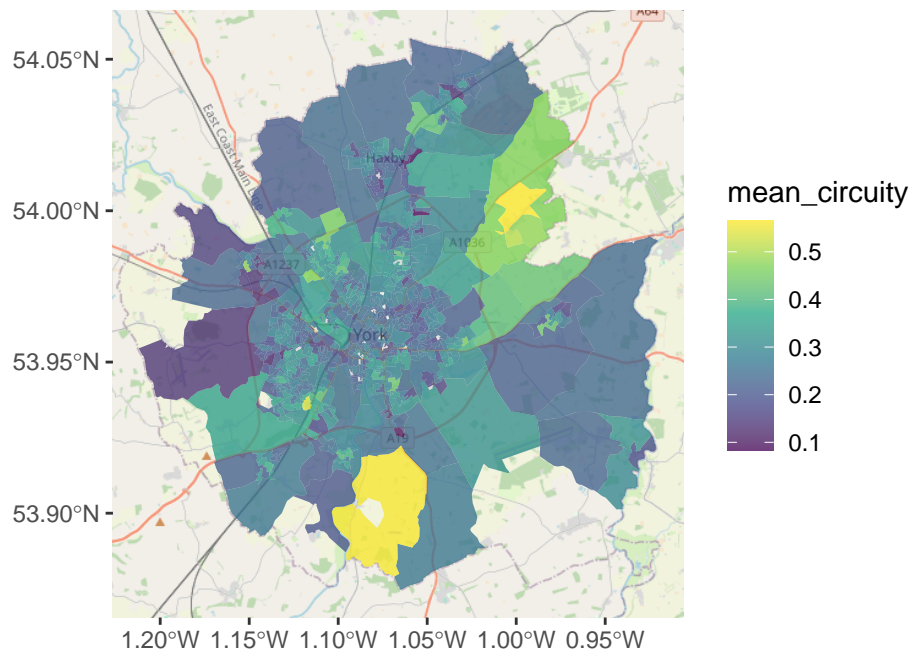 A64
54.05°N
East Coast Main Line
Haxby
54.00°N
A1036
A1237
York
53.95°N
A19
53.90°N
1.20°W 1.15°W 1.10°W 1.05°W 1.00°W 0.95°W
mean_circuity
0.5
0.4
0.3
0.2
0.1